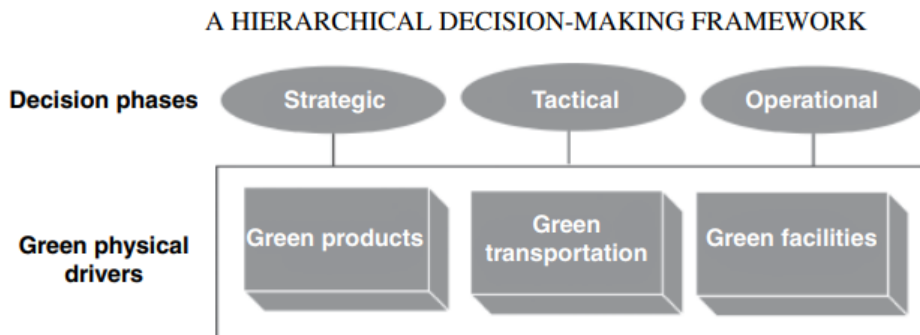 A HIERARCHICAL DECISION-MAKING FRAMEWORK
Decision phases
Strategic
Tactical
Operational
Green physical
drivers
Green products
Green
transportation
Green facilities